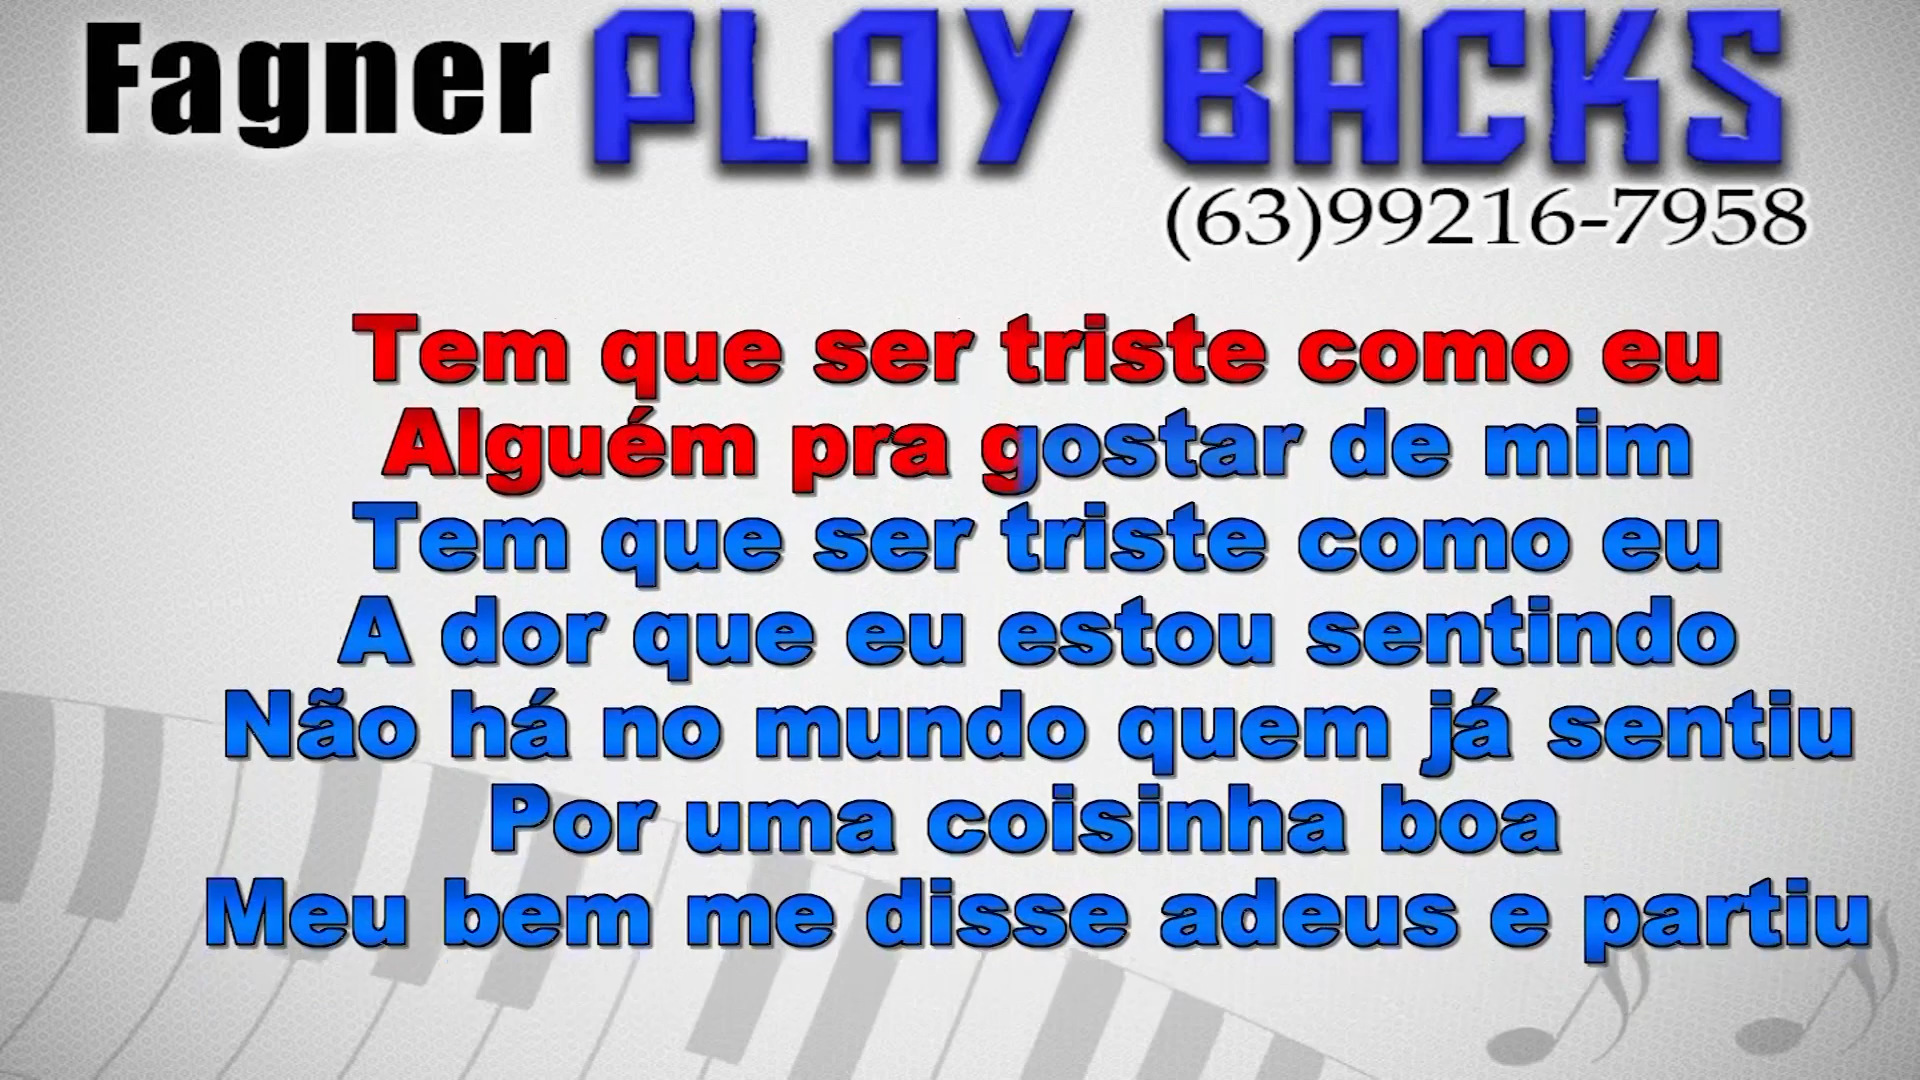 Fagner PLAY BACKS
(63)99216-7958
Tem que ser triste como eu
Alguém pra gostar de mim
Tem que ser triste como eu
A dor que eu estou sentindo
Não há no mundo quem já sentiu
Por uma coisinha boa
Meu bem me disse adeus e partiu